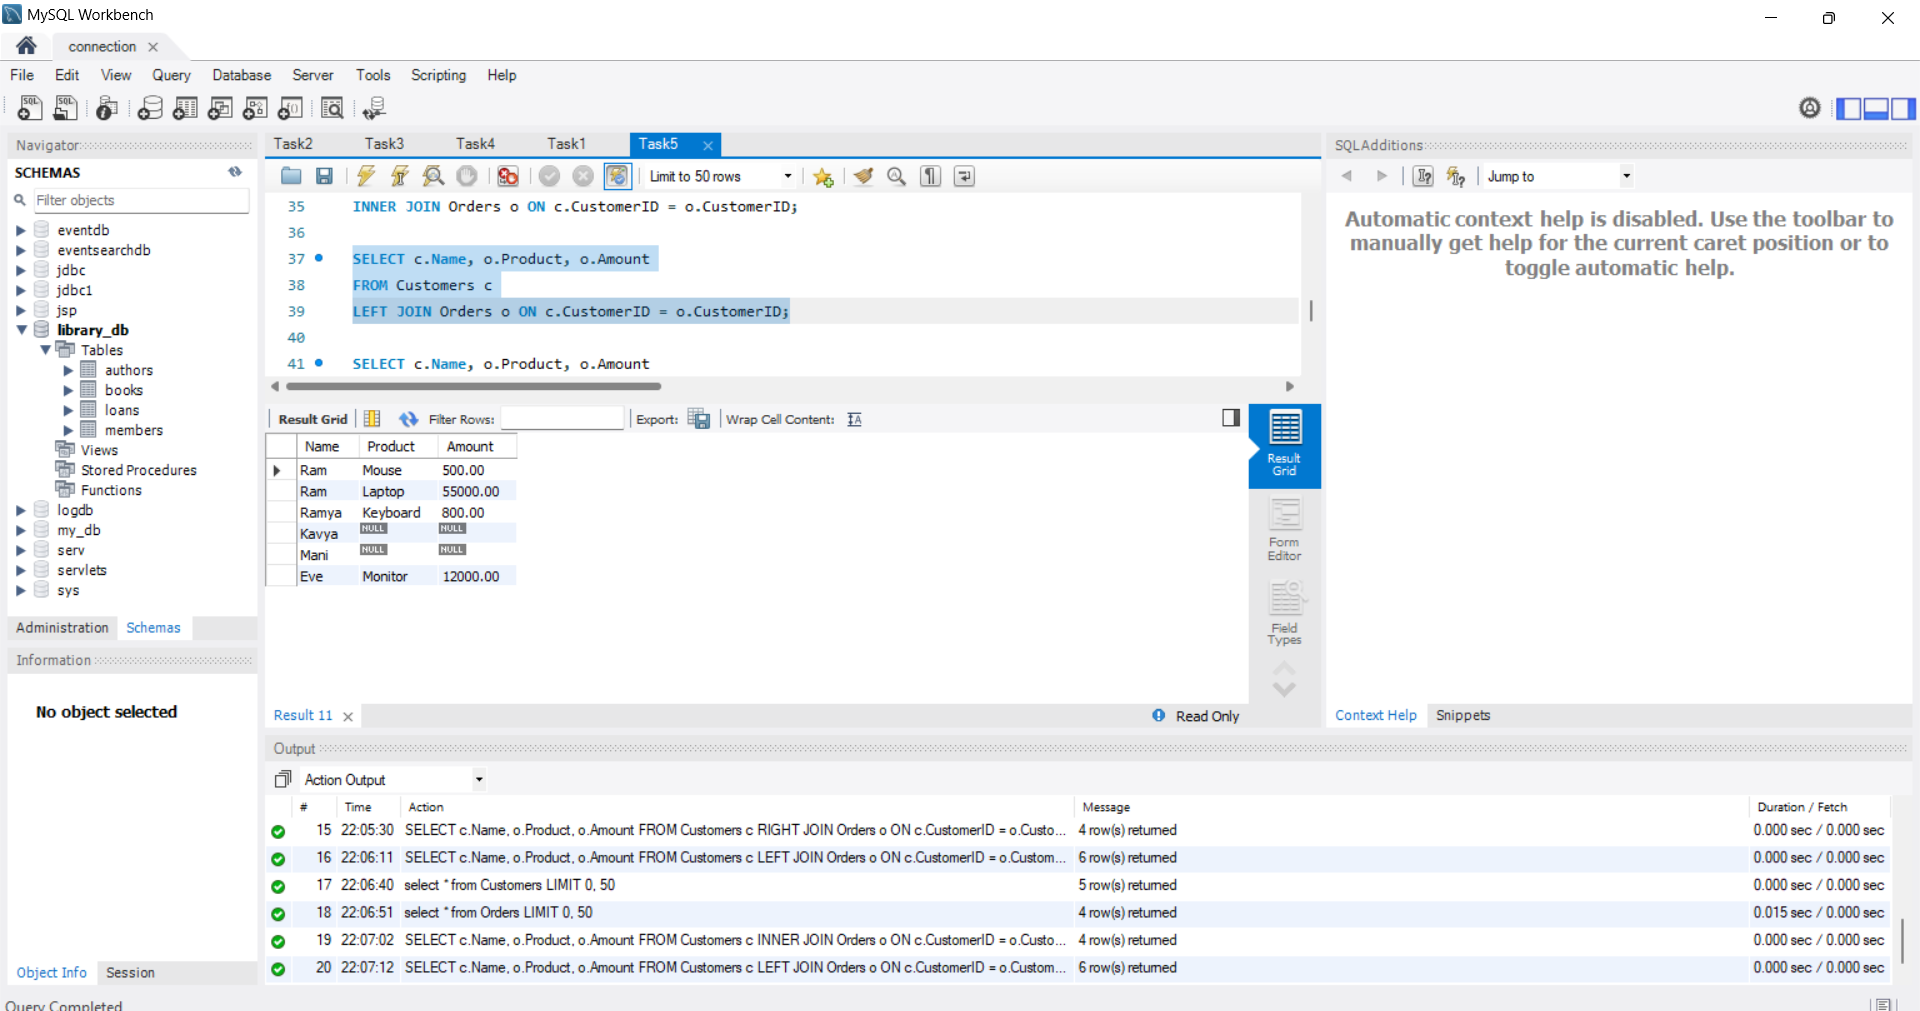 MySQL Workbench
connection
File Edit View Query Database Server Tools Scripting Help
Navigator
SCHEMAS
Filter objects
eventdb
eventsearchdb
jdbc
jdbc1
jsp
library_db
Tables
authors
books
loans
members
Views
Stored Procedures
Functions
logdb
my_db
serv
servlets
sys
Administration Schemas
Information
No object selected
Object Info Session
Task2 Task3 Task4 Task1 Task5
Limit to 50 rows
35 INNER JOIN Orders o ON c.CustomerID = o.CustomerID;
36
37 SELECT c.Name, o.Product, o.Amount
38 FROM Customers c
39 LEFT JOIN Orders o ON c.CustomerID = o.CustomerID;
40
41 SELECT c.Name, o.Product, o.Amount
Result Grid Filter Rows: Export: Wrap Cell Content:
Name Product Amount
Ram Mouse 500.00
Ram Laptop 55000.00
Ramya Keyboard 800.00
Kavya NULL NULL
Mani NULL NULL
Eve Monitor 12000.00
Result
Grid
Form
Editor
Field
Types
Result 11
Read Only
SQLAdditions
Jump to
Automatic context help is disabled. Use the toolbar to
manually get help for the current caret position or to
toggle automatic help.
Context Help Snippets
Output
Action Output
# Time Action Message Duration / Fetch
15 22:05:30 SELECT c.Name, o.Product, o.Amount FROM Customers c RIGHT JOIN Orders o ON c.CustomerID = o.Custo... 4 row(s) returned 0.000 sec / 0.000 sec
16 22:06:11 SELECT c.Name, o.Product, o.Amount FROM Customers c LEFT JOIN Orders o ON c.CustomerID = o.Custom... 6 row(s) returned 0.000 sec / 0.000 sec
17 22:06:40 select * from Customers LIMIT 0, 50 5 row(s) returned 0.000 sec / 0.000 sec
18 22:06:51 select * from Orders LIMIT 0, 50 4 row(s) returned 0.015 sec / 0.000 sec
19 22:07:02 SELECT c.Name, o.Product, o.Amount FROM Customers c INNER JOIN Orders o ON c.CustomerID = o.Custo... 4 row(s) returned 0.000 sec / 0.000 sec
20 22:07:12 SELECT c.Name, o.Product, o.Amount FROM Customers c LEFT JOIN Orders o ON c.CustomerID = o.Custom... 6 row(s) returned 0.000 sec / 0.000 sec
Query Completed